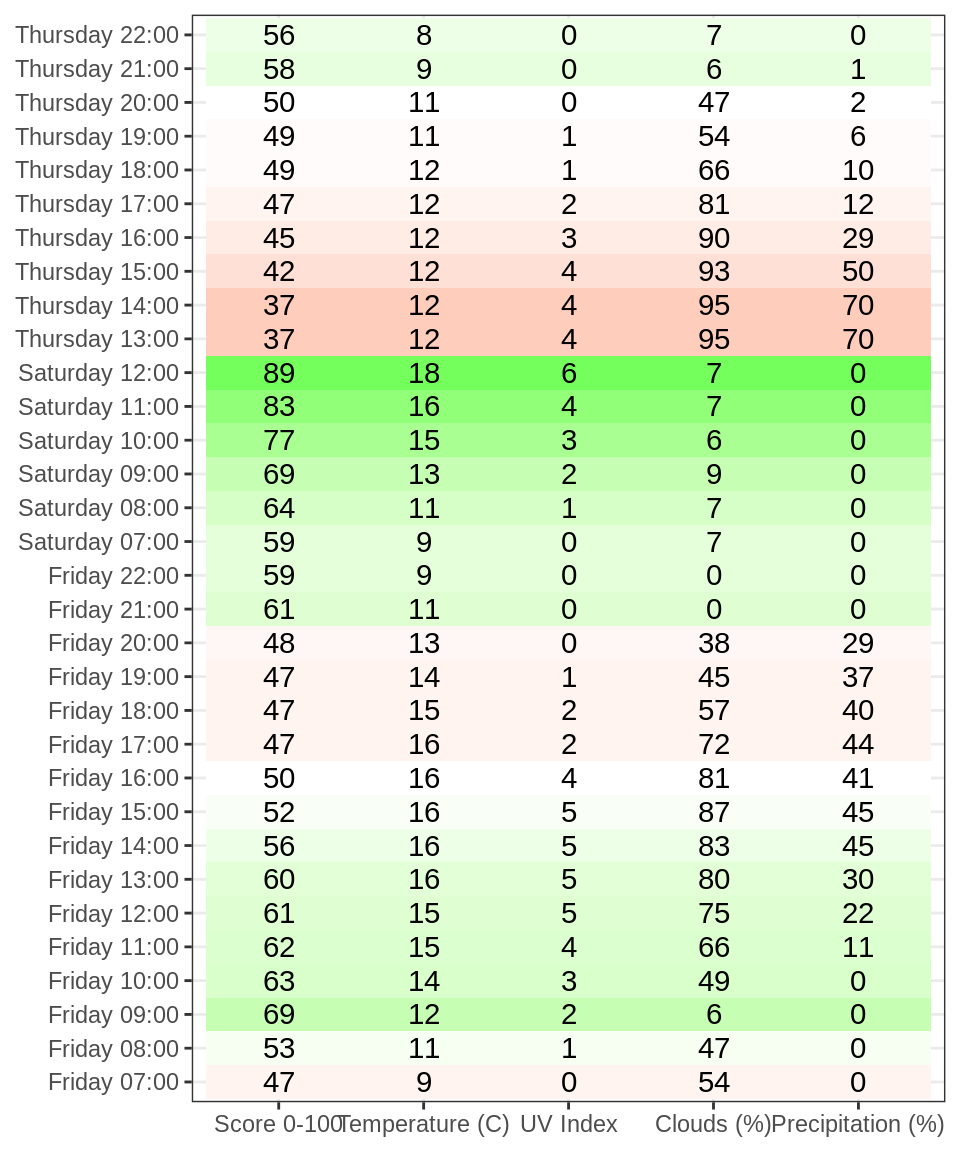 Thursday 22:00 56 8 0 7 0
Thursday 21:00 58 9 0 6 1
Thursday 20:00 50 11 0 47 2
Thursday 19:00 49 11 1 54 6
Thursday 18:00 49 12 1 66 10
Thursday 17:00 47 12 2 81 12
Thursday 16:00 45 12 3 90 29
Thursday 15:00 42 12 4 93 50
Thursday 14:00 37 12 4 95 70
Thursday 13:00 37 12 4 95 70
Saturday 12:00 89 18 6 7 0
Saturday 11:00 83 16 4 7 0
Saturday 10:00 77 15 3 6 0
Saturday 09:00 69 13 2 9 0
Saturday 08:00 64 11 1 7 0
Saturday 07:00 59 9 0 7 0
Friday 22:00 59 9 0 0 0
Friday 21:00 61 11 0 0 0
Friday 20:00 48 13 0 38 29
Friday 19:00 47 14 1 45 37
Friday 18:00 47 15 2 57 40
Friday 17:00 47 16 2 72 44
Friday 16:00 50 16 4 81 41
Friday 15:00 52 16 5 87 45
Friday 14:00 56 16 5 83 45
Friday 13:00 60 16 5 80 30
Friday 12:00 61 15 5 75 22
Friday 11:00 62 15 4 66 11
Friday 10:00 63 14 3 49 0
Friday 09:00 69 12 2 6 0
Friday 08:00 53 11 1 47 0
Friday 07:00 47 9 0 54 0
Score 0-100 Temperature (C) UV Index Clouds (%) Precipitation (%)